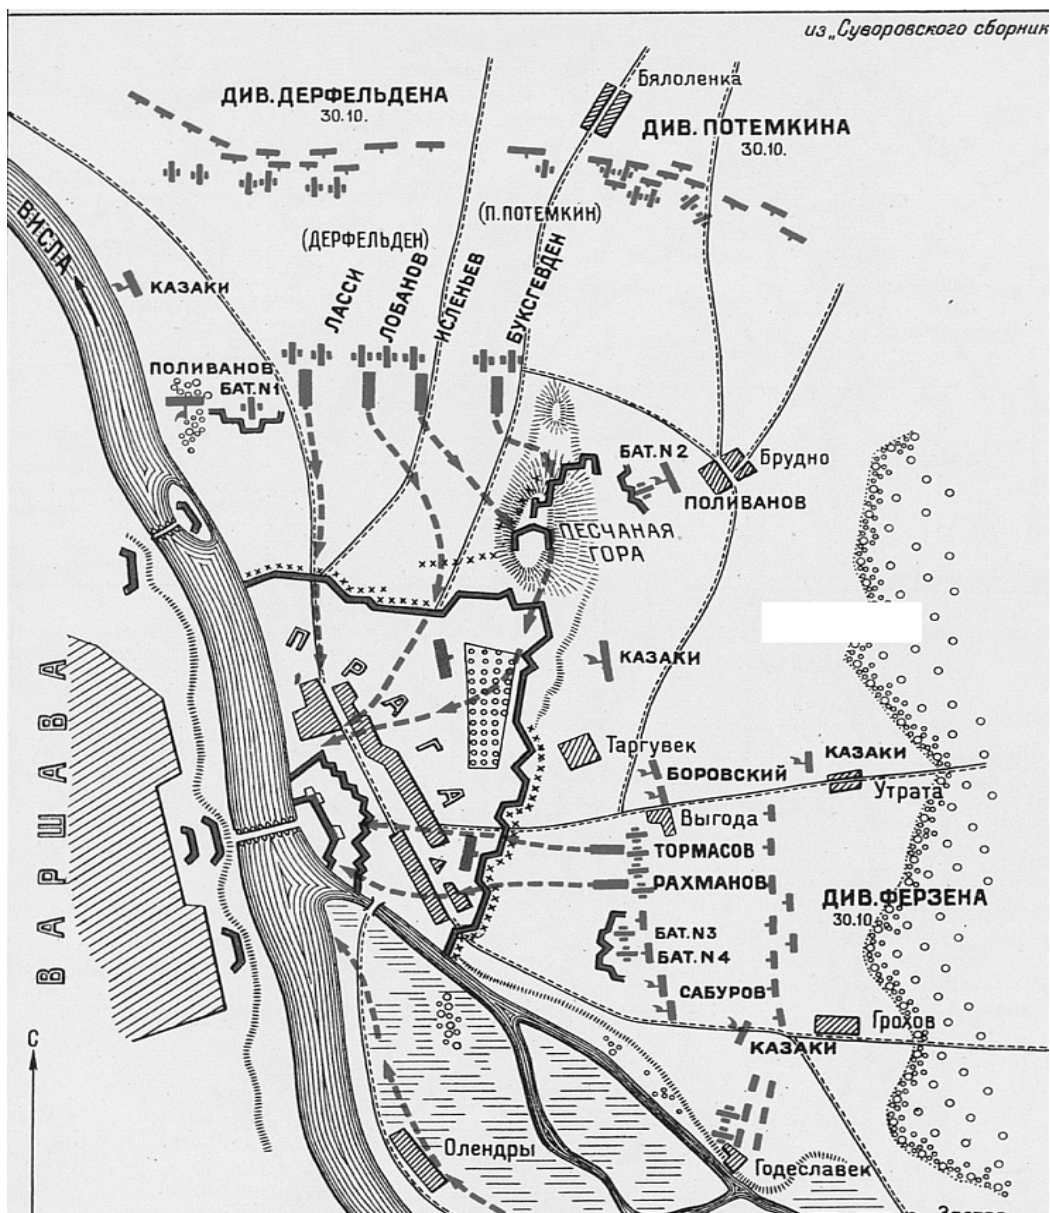 из „Суворовского сборник
Бялоленка
ДИВ. ДЕРФЕЛЬДЕНА
30.10.
ДИВ. ПОТЕМКИНА
30.10.
ВИСЛА
(П. ПОТЕМКИН)
(ДЕРФЕЛЬДЕН)
КАЗАКИ
ЛАССИ
ЛОБАНОВ
ИСЛЕНЬЕВ
БУКСГЕВДЕН
ПОЛИВАНОВ
БАТ. N1
БАТ. N2
Брудно
ПОЛИВАНОВ
ПЕСЧАНАЯ
ГОРА
ПРАГА
КАЗАКИ
ВАРШАВА
Таргувек
КАЗАКИ
БОРОВСКИЙ
Утрата
Выгода
ТОРМАСОВ
РАХМАНОВ
ДИВ. ФЕРЗЕНА
30.10.
БАТ. N3
БАТ. N4
САБУРОВ
Грохов
КАЗАКИ
С
Олендры
Годеславек